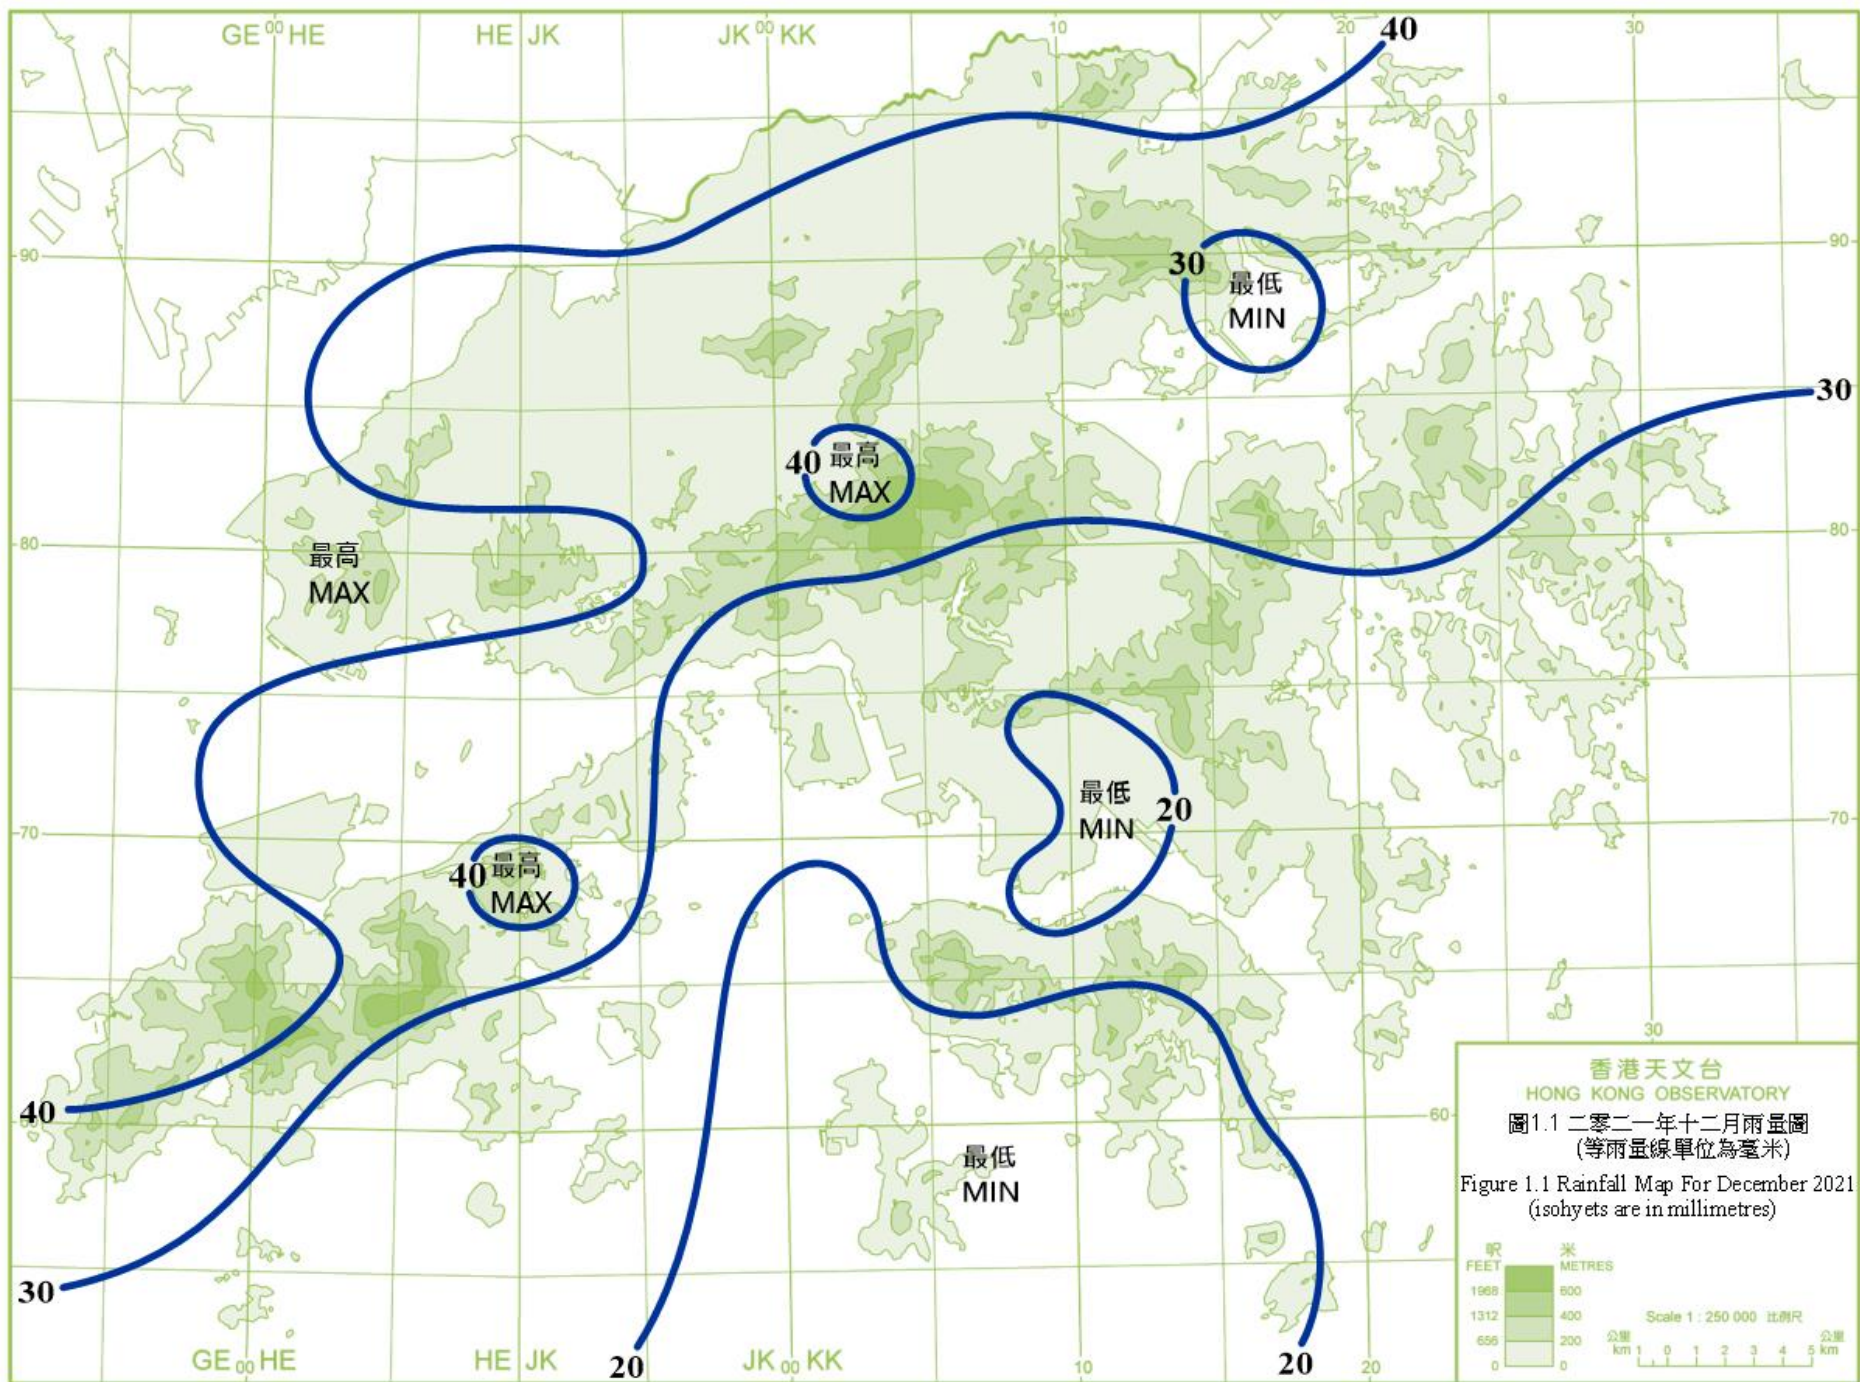 GE 00 HE
HE JK
JK 00 KK
10
20
40
30
90
30
最低
MIN
90
30
40
最高
MAX
80
最高
MAX
80
70
最低
MIN
20
70
40
最高
MAX
30
40
60
最低
MIN
30
20
20
GE 00 HE
HE JK
JK 00 KK
10
20
香港天文台
HONG KONG OBSERVATORY
圖1.1 二零二一年十二月雨量圖
(等雨量線單位為毫米)
Figure 1.1 Rainfall Map For December 2021
(isohyets are in millimetres)
呎 米
FEET METRES
1968 600
1312 400
656 200
0 0
Scale 1 : 250 000 比例尺
公里 公里
km 1 0 1 2 3 4 5 km